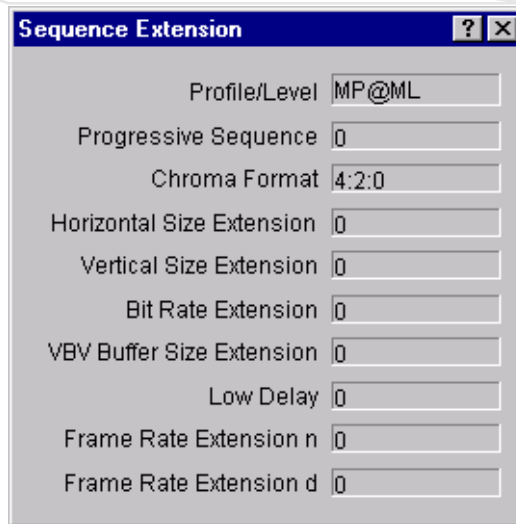 Sequence Extension ? X
Profile/Level MP@ML
Progressive Sequence 0
Chroma Format 4:2:0
Horizontal Size Extension 0
Vertical Size Extension 0
Bit Rate Extension 0
VBV Buffer Size Extension 0
Low Delay 0
Frame Rate Extension n 0
Frame Rate Extension d 0